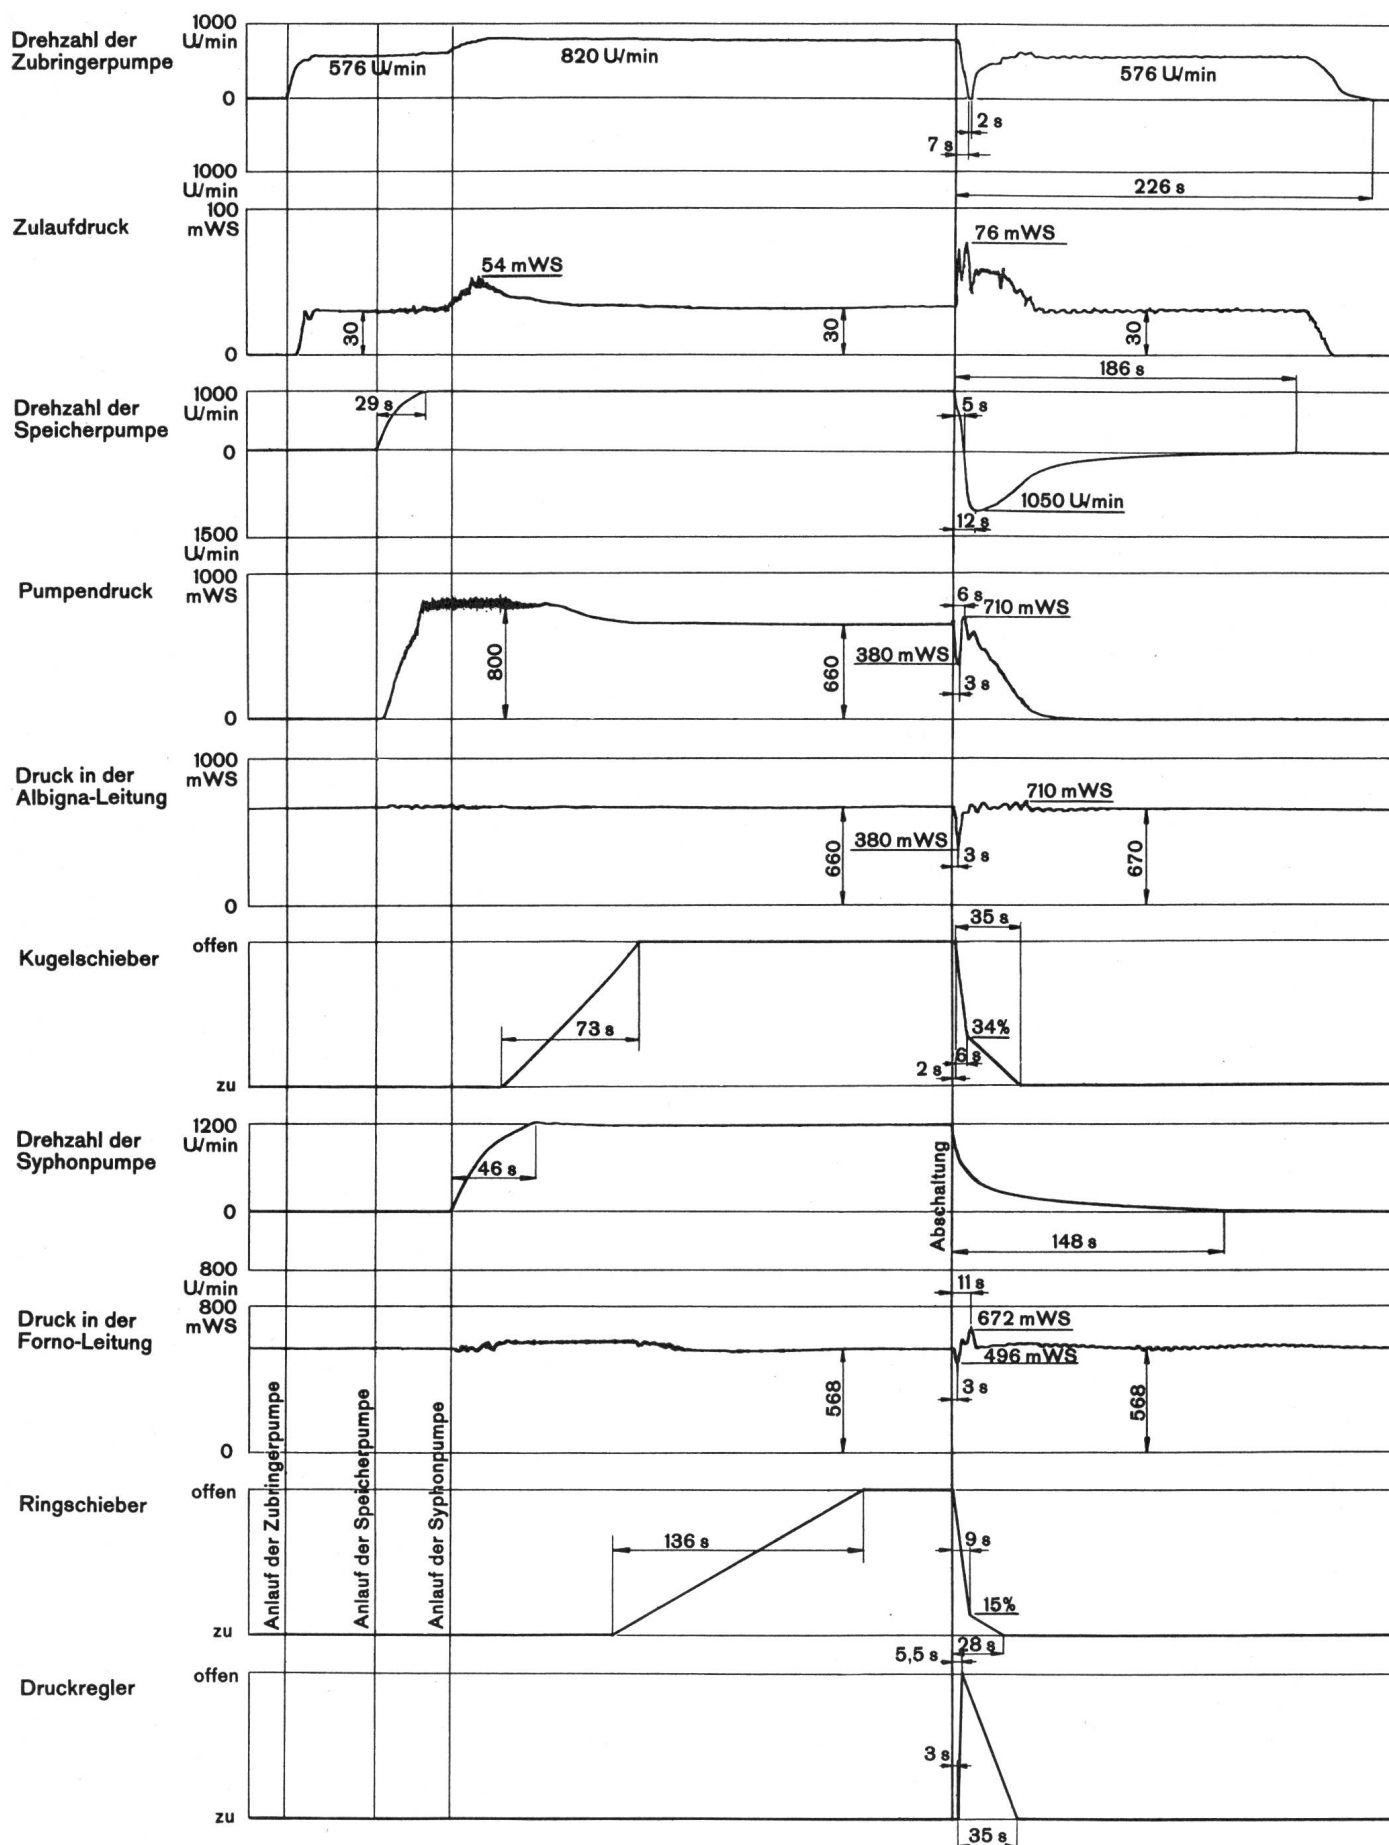 Drehzahl der
Zubringerpumpe
1000
U/min
576 U/min
820 U/min
576 U/min
0
2 s
7 s
1000
U/min
226 s
Zulaufdruck
100
mWS
54 mWS
76 mWS
30
30
30
0
186 s
Drehzahl der
Speicherpumpe
1000
U/min
29 s
5 s
0
1050 U/min
12 s
1500
U/min
Pumpendruck
1000
mWS
6 s
710 mWS
800
660
380 mWS
3 s
0
Druck in der
Albigna-Leitung
1000
mWS
710 mWS
660
380 mWS
3 s
670
0
35 s
Kugelschieber
offen
73 s
34%
6 s
2 s
zu
Drehzahl der
Syphonpumpe
1200
U/min
46 s
0
Abschaltung
148 s
800
U/min
11 s
Druck in der
Forno-Leitung
800
mWS
672 mWS
496 mWS
568
3 s
568
0
Anlauf der Zubringerpumpe
Anlauf der Speicherpumpe
Anlauf der Syphonpumpe
Ringschieber
offen
136 s
9 s
15%
zu
28 s
5,5 s
Druckregler
offen
3 s
zu
35 s